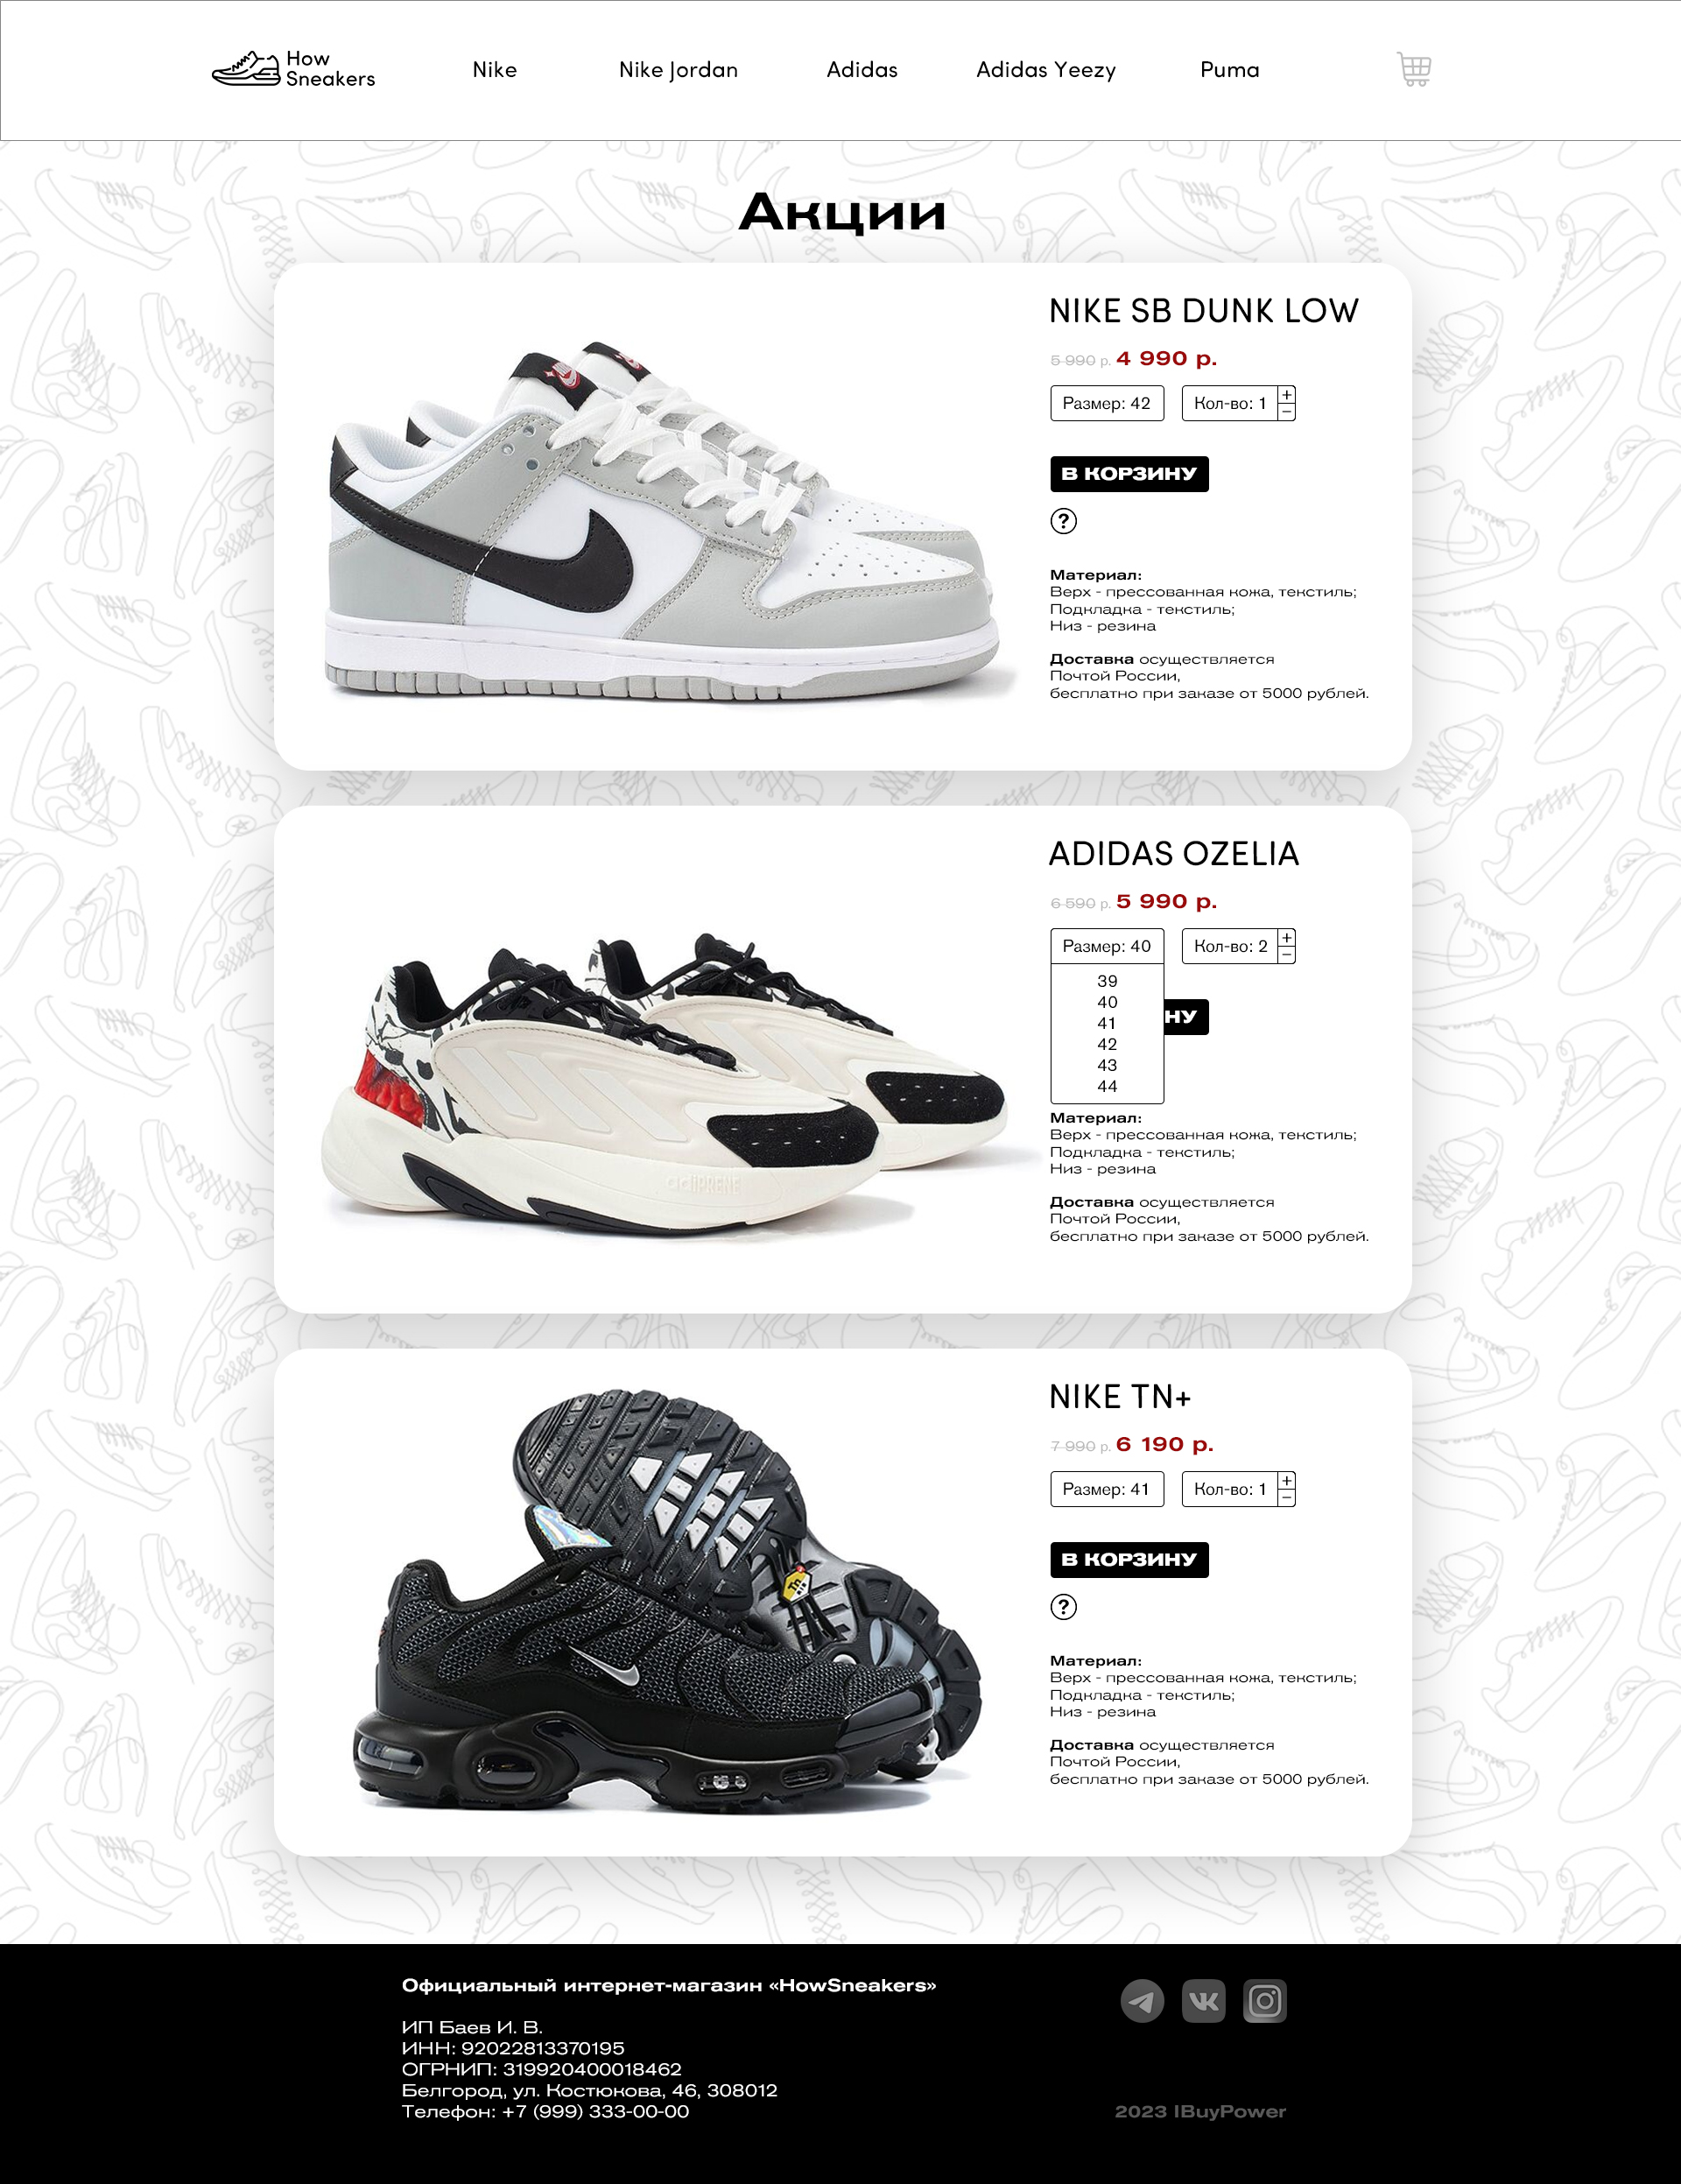 How
Sneakers
Nike
Nike Jordan
Adidas
Adidas Yeezy
Puma
Акции
NIKE SB DUNK LOW
5 990 р. 4 990 р.
Размер: 42
Кол-во: 1
+
−
В КОРЗИНУ
?
Материал:
Верх - прессованная кожа, текстиль;
Подкладка - текстиль;
Низ - резина
Доставка осуществляется
Почтой России,
бесплатно при заказе от 5000 рублей.
ADIDAS OZELIA
6 590 р. 5 990 р.
Размер: 40
Кол-во: 2
+
−
39
40
41
42
43
44
НУ
Материал:
Верх - прессованная кожа, текстиль;
Подкладка - текстиль;
Низ - резина
Доставка осуществляется
Почтой России,
бесплатно при заказе от 5000 рублей.
NIKE TN+
7 990 р. 6 190 р.
Размер: 41
Кол-во: 1
+
−
В КОРЗИНУ
?
Tn
Материал:
Верх - прессованная кожа, текстиль;
Подкладка - текстиль;
Низ - резина
Доставка осуществляется
Почтой России,
бесплатно при заказе от 5000 рублей.
Официальный интернет-магазин «HowSneakers»
ИП Баев И. В.
ИНН: 92022813370195
ОГРНИП: 319920400018462
Белгород, ул. Костюкова, 46, 308012
Телефон: +7 (999) 333-00-00
2023 IBuyPower